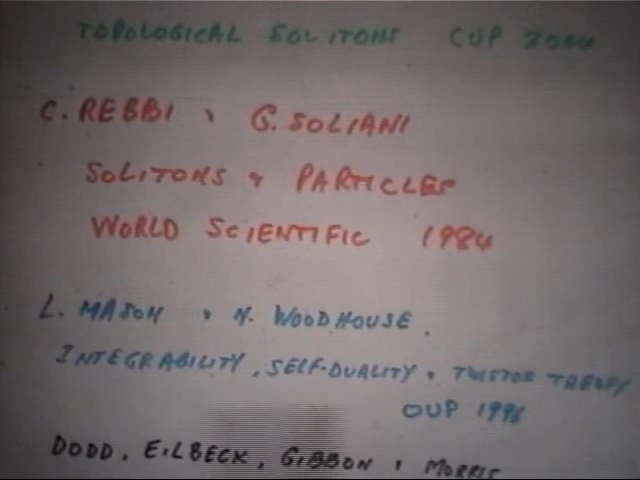 TOPOLOGICAL SOLITONS CUP 2004
C. REBBI & G. SOLIANI
SOLITONS & PARTICLES
WORLD SCIENTIFIC 1984
L. MASON & N. WOODHOUSE.
INTEGRABILITY, SELF-DUALITY & TWISTOR THEORY
OUP 1996
DODD, EILBECK, GIBBON & MORRIS